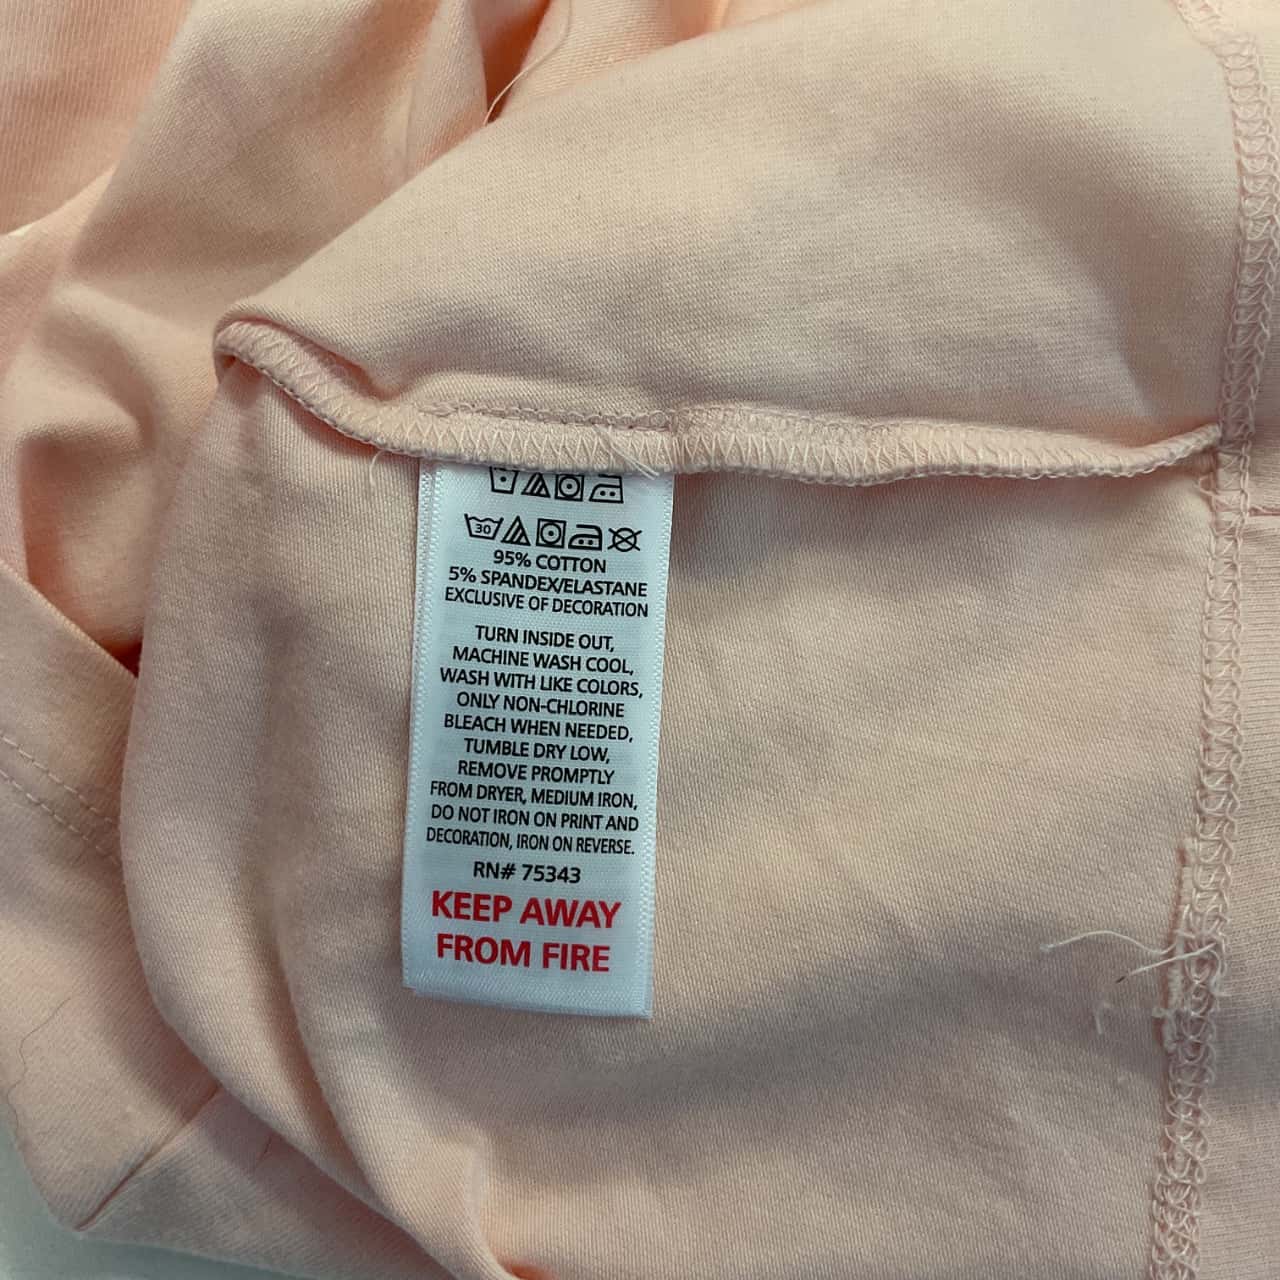 30
95% COTTON
5% SPANDEX/ELASTANE
EXCLUSIVE OF DECORATION
TURN INSIDE OUT,
MACHINE WASH COOL,
WASH WITH LIKE COLORS,
ONLY NON-CHLORINE
BLEACH WHEN NEEDED,
TUMBLE DRY LOW,
REMOVE PROMPTLY
FROM DRYER, MEDIUM IRON,
DO NOT IRON ON PRINT AND
DECORATION, IRON ON REVERSE.
RN# 75343
KEEP AWAY
FROM FIRE